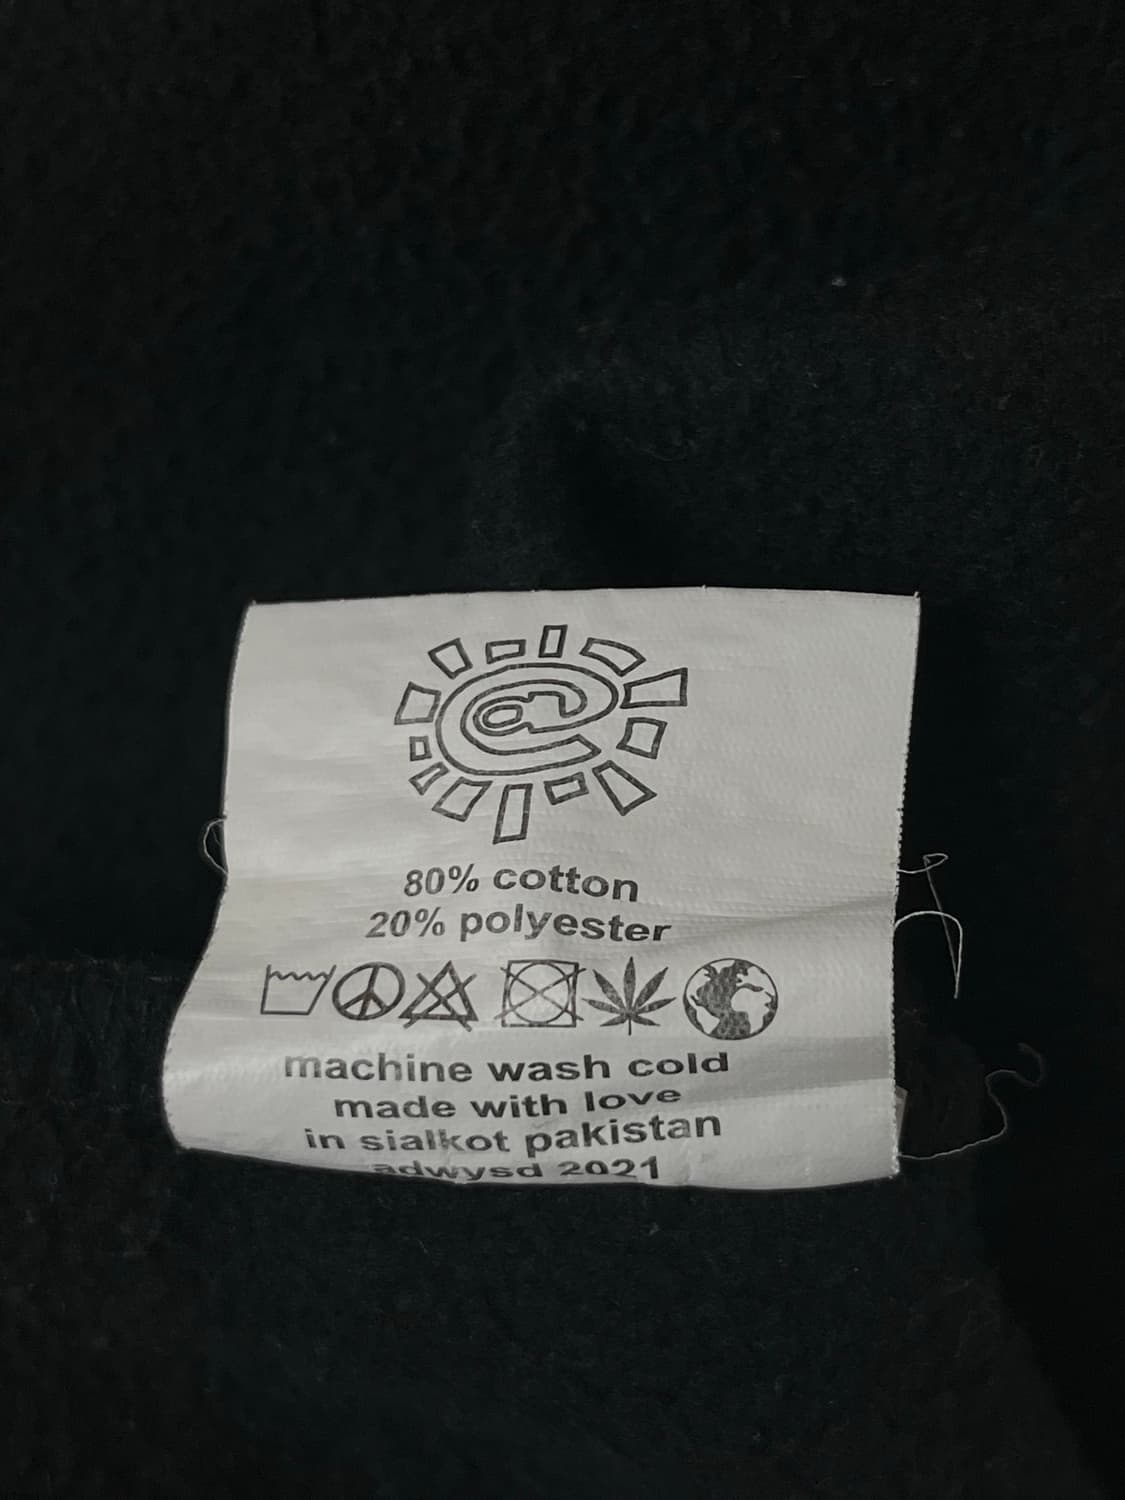 80% cotton
20% polyester
machine wash cold
made with love
in sialkot pakistan
adwysd 2021